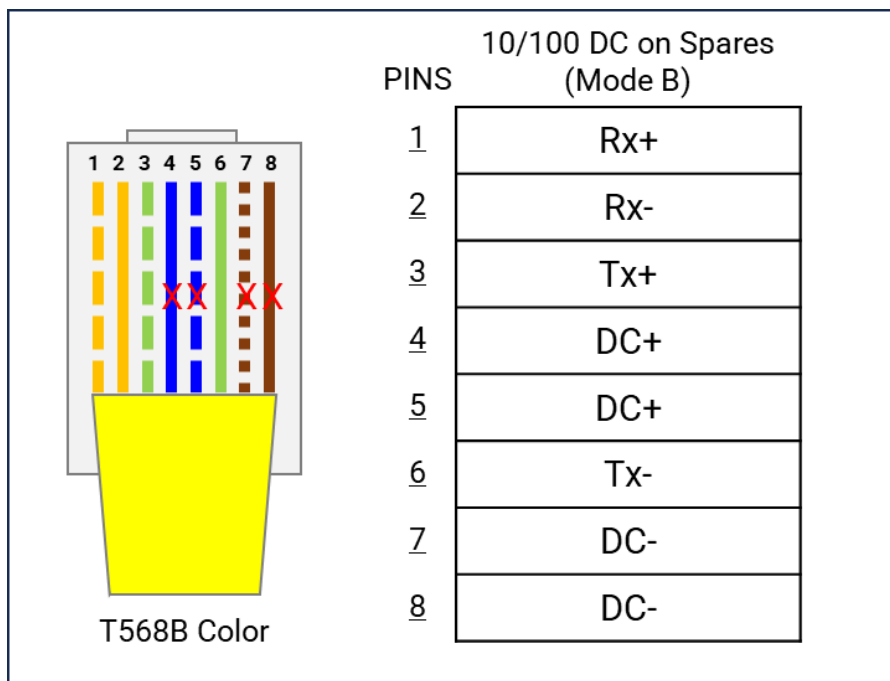 10/100 DC on Spares
PINS (Mode B)
1 2 3 4 5 6 7 8
X X X X
T568B Color
1 Rx+
2 Rx-
3 Tx+
4 DC+
5 DC+
6 Tx-
7 DC-
8 DC-